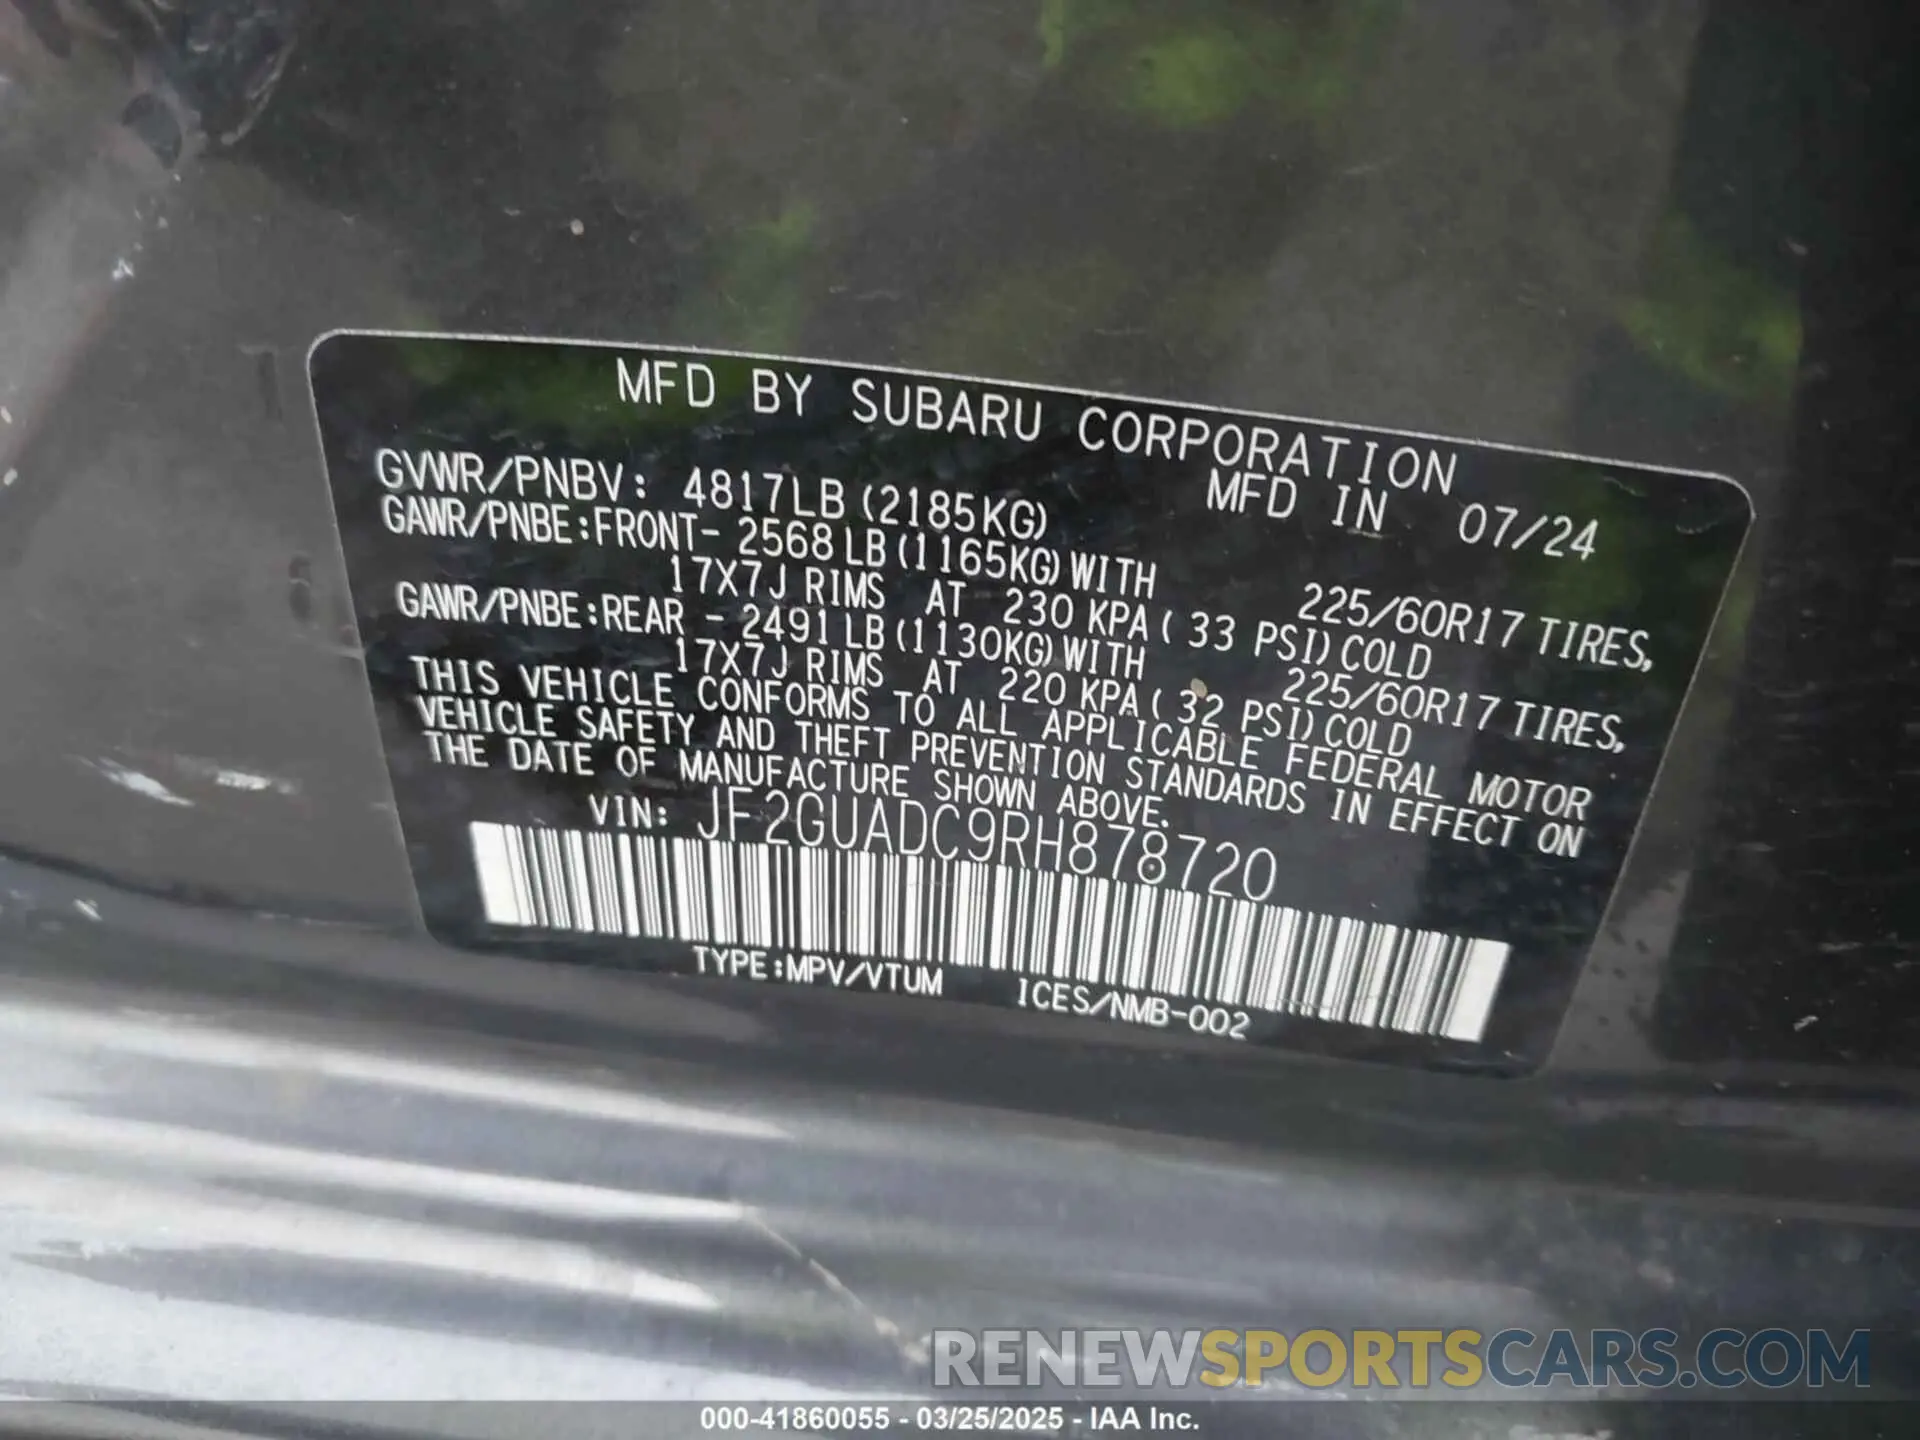 MFD BY SUBARU CORPORATION
MFD IN 07/24
GVWR/PNBV: 4817LB (2185KG)
GAWR/PNBE:FRONT- 2568LB (1165KG) WITH 225/60R17 TIRES,
17X7J RIMS AT 230 KPA ( 33 PSI) COLD
GAWR/PNBE:REAR - 2491LB (1130KG) WITH 225/60R17 TIRES,
17X7J RIMS AT 220 KPA ( 32 PSI) COLD
THIS VEHICLE CONFORMS TO ALL APPLICABLE FEDERAL MOTOR
VEHICLE SAFETY AND THEFT PREVENTION STANDARDS IN EFFECT ON
THE DATE OF MANUFACTURE SHOWN ABOVE.
VIN: JF2GUADC9RH878720
TYPE:MPV/VTUM ICES/NMB-002
RENEWSPORTSCARS.COM
000-41860055 - 03/25/2025 - IAA Inc.